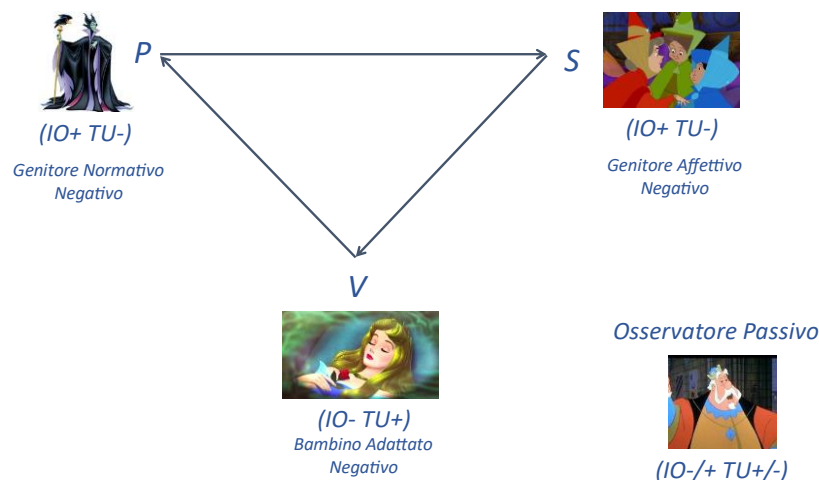 P
S
(IO+ TU-)
Genitore Normativo
Negativo
(IO+ TU-)
Genitore Affettivo
Negativo
V
(IO- TU+)
Bambino Adattato
Negativo
Osservatore Passivo
(IO-/+ TU+/-)